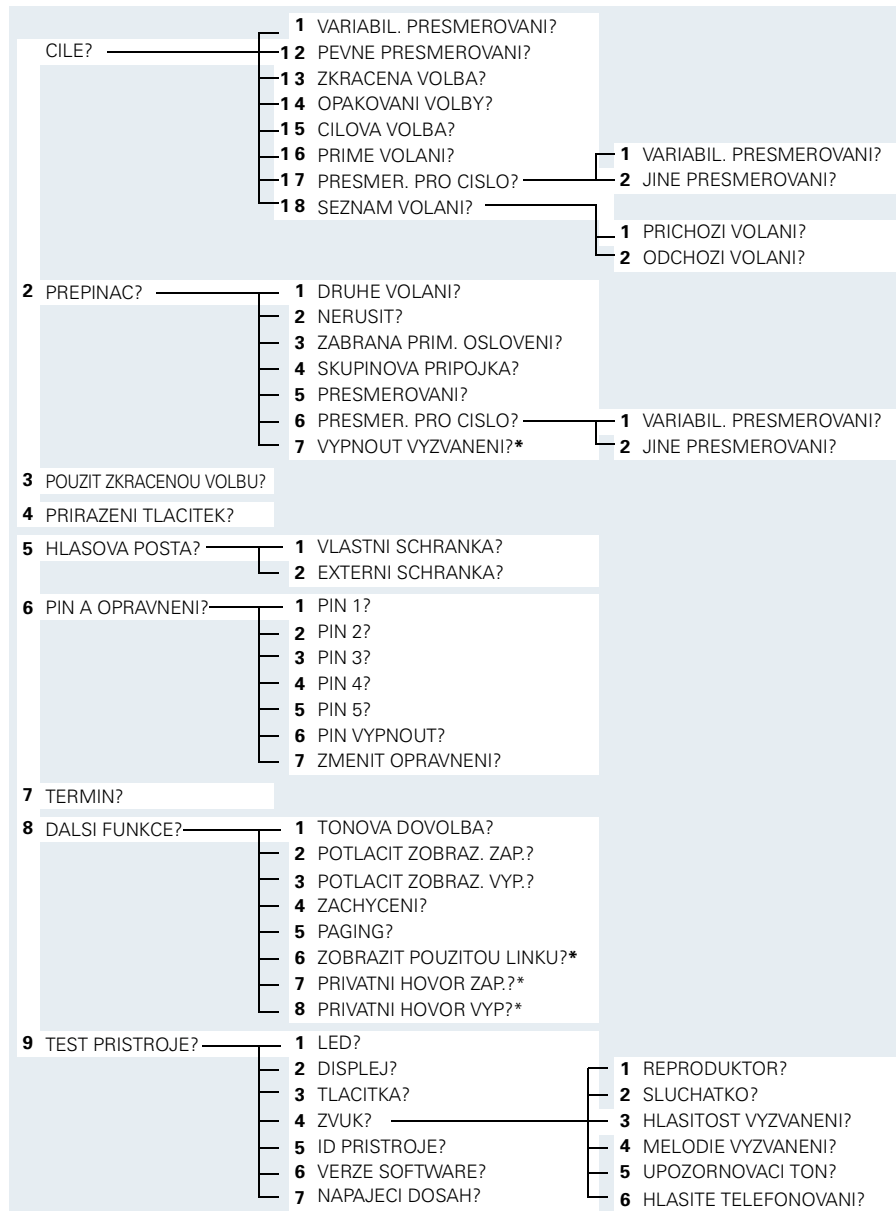 1 VARIABIL. PRESMEROVANI?
CILE?
1 2 PEVNE PRESMEROVANI?
1 3 ZKRACENA VOLBA?
1 4 OPAKOVANI VOLBY?
1 5 CILOVA VOLBA?
1 6 PRIME VOLANI?
1 7 PRESMER. PRO CISLO?
1 VARIABIL. PRESMEROVANI?
2 JINE PRESMEROVANI?
1 8 SEZNAM VOLANI?
1 PRICHOZI VOLANI?
2 ODCHOZI VOLANI?
2 PREPINAC?
1 DRUHE VOLANI?
2 NERUSIT?
3 ZABRANA PRIM. OSLOVENI?
4 SKUPINOVA PRIPOJKA?
5 PRESMEROVANI?
6 PRESMER. PRO CISLO?
1 VARIABIL. PRESMEROVANI?
2 JINE PRESMEROVANI?
7 VYPNOUT VYZVANENI?*
3 POUZIT ZKRACENOU VOLBU?
4 PRIRAZENI TLACITEK?
5 HLASOVA POSTA?
1 VLASTNI SCHRANKA?
2 EXTERNI SCHRANKA?
6 PIN A OPRAVNENI?
1 PIN 1?
2 PIN 2?
3 PIN 3?
4 PIN 4?
5 PIN 5?
6 PIN VYPNOUT?
7 ZMENIT OPRAVNENI?
7 TERMIN?
8 DALSI FUNKCE?
1 TONOVA DOVOLBA?
2 POTLACIT ZOBRAZ. ZAP.?
3 POTLACIT ZOBRAZ. VYP.?
4 ZACHYCENI?
5 PAGING?
6 ZOBRAZIT POUZITOU LINKU?*
7 PRIVATNI HOVOR ZAP.?*
8 PRIVATNI HOVOR VYP?*
9 TEST PRISTROJE?
1 LED?
2 DISPLEJ?
3 TLACITKA?
4 ZVUK?
1 REPRODUKTOR?
2 SLUCHATKO?
3 HLASITOST VYZVANENI?
4 MELODIE VYZVANENI?
5 UPOZORNOVACI TON?
6 HLASITE TELEFONOVANI?
5 ID PRISTROJE?
6 VERZE SOFTWARE?
7 NAPAJECI DOSAH?